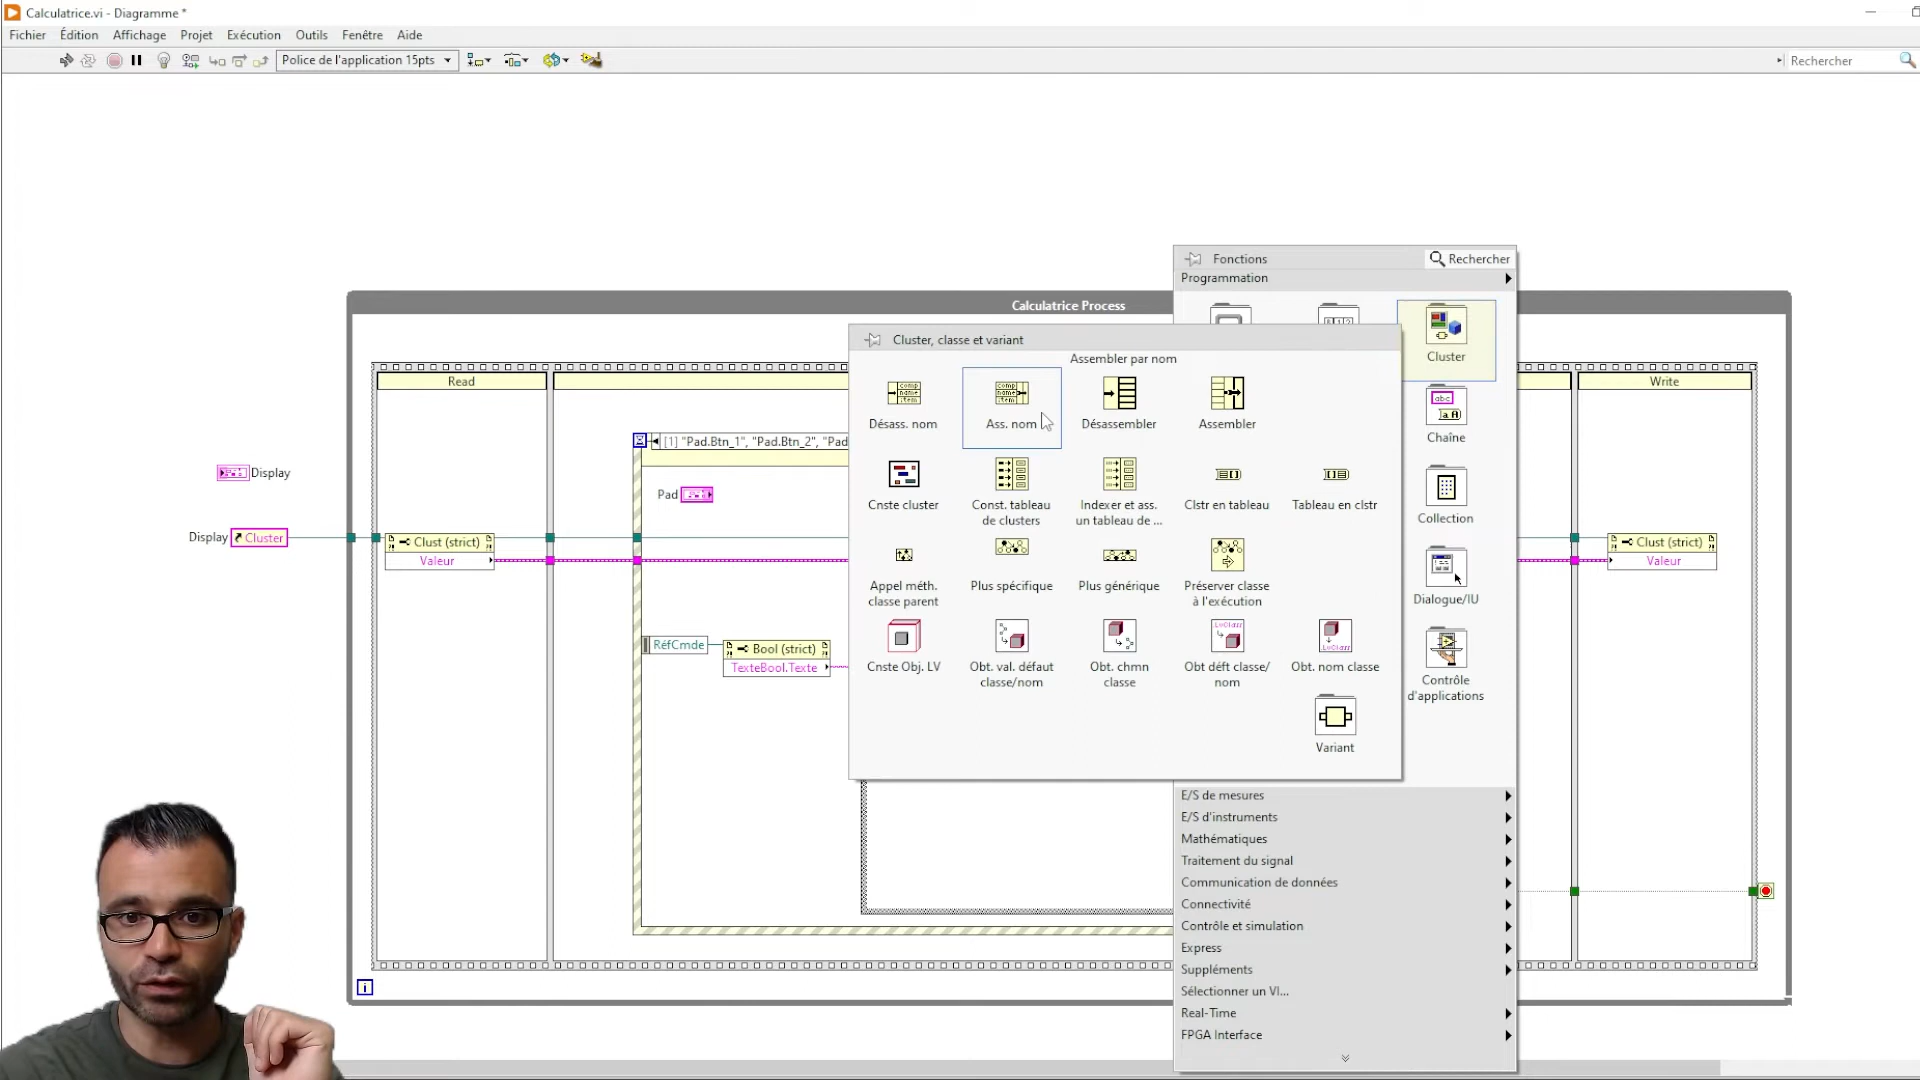 Calculatrice.vi - Diagramme *
Fichier Édition Affichage Projet Exécution Outils Fenêtre Aide
Police de l'application 15pts
Rechercher
Fonctions Rechercher
Programmation
Calculatrice Process
Cluster, classe et variant
Assembler par nom
Désass. nom Ass. nom Désassembler Assembler
Cnste cluster Const. tableau de clusters Indexer et ass. un tableau de ... Clstr en tableau Tableau en clstr
Appel méth. classe parent Plus spécifique Plus générique Préserver classe à l'exécution
Cnste Obj. LV Obt. val. défaut classe/nom Obt. chmn classe Obt déft classe/nom Obt. nom classe
Variant
Cluster
Chaîne
Collection
Dialogue/IU
Contrôle d'applications
Read
Write
[1] "Pad.Btn_1", "Pad.Btn_2", "Pad
Display
Pad
Display Cluster
Clust (strict)
Valeur
Clust (strict)
Valeur
RéfCmde
Bool (strict)
TexteBool.Texte
E/S de mesures
E/S d'instruments
Mathématiques
Traitement du signal
Communication de données
Connectivité
Contrôle et simulation
Express
Suppléments
Sélectionner un VI...
Real-Time
FPGA Interface
i